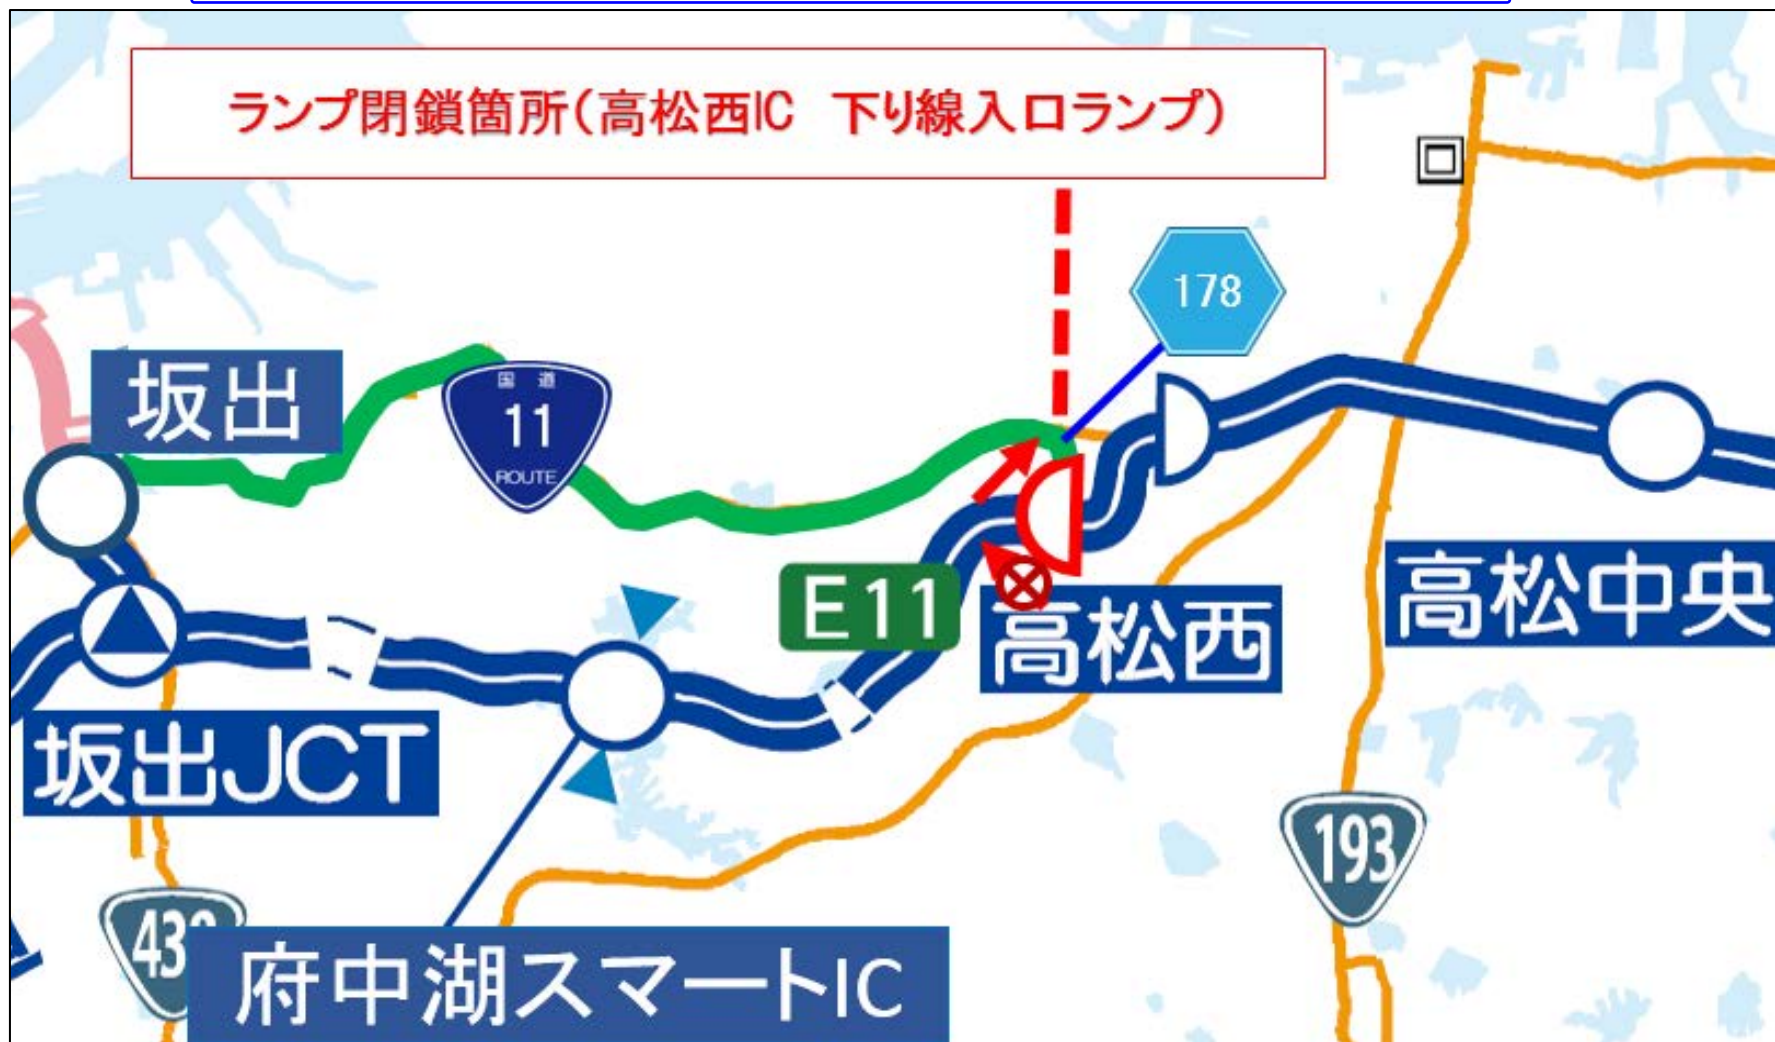 ランプ閉鎖箇所(高松西IC 下り線入口ランプ)
178
坂出
国道
11
ROUTE
E11
高松西
高松中央
坂出JCT
193
府中湖スマートIC